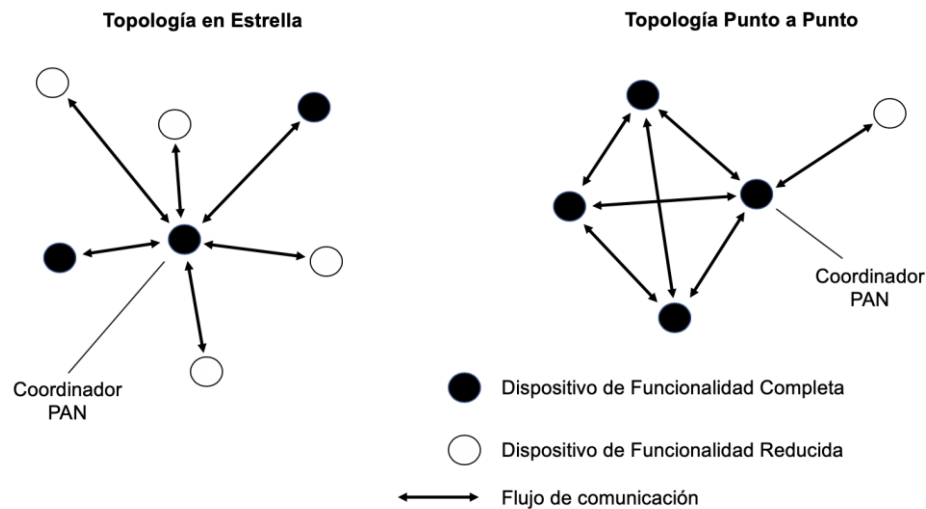 Topología en Estrella
Topología Punto a Punto
Coordinador
PAN
Coordinador
PAN
Dispositivo de Funcionalidad Completa
Dispositivo de Funcionalidad Reducida
Flujo de comunicación